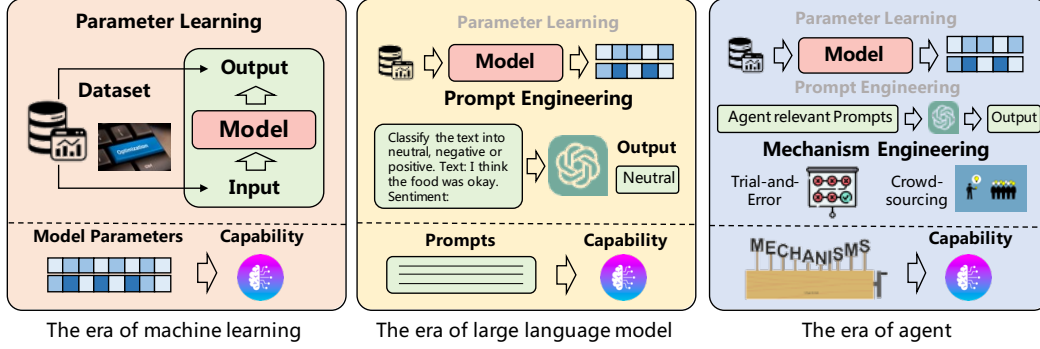 Parameter Learning
Output
Dataset
Optimization
Model
Input
Model Parameters
Capability
The era of machine learning
Parameter Learning
Model
Prompt Engineering
Classify the text into
neutral, negative or
positive. Text: I think
the food was okay.
Sentiment:
Output
Neutral
Prompts
Capability
The era of large language model
Parameter Learning
Model
Prompt Engineering
Agent relevant Prompts
Output
Mechanism Engineering
Trial-and-
Error
Crowd-
sourcing
MECHANISMS
Capability
The era of agent